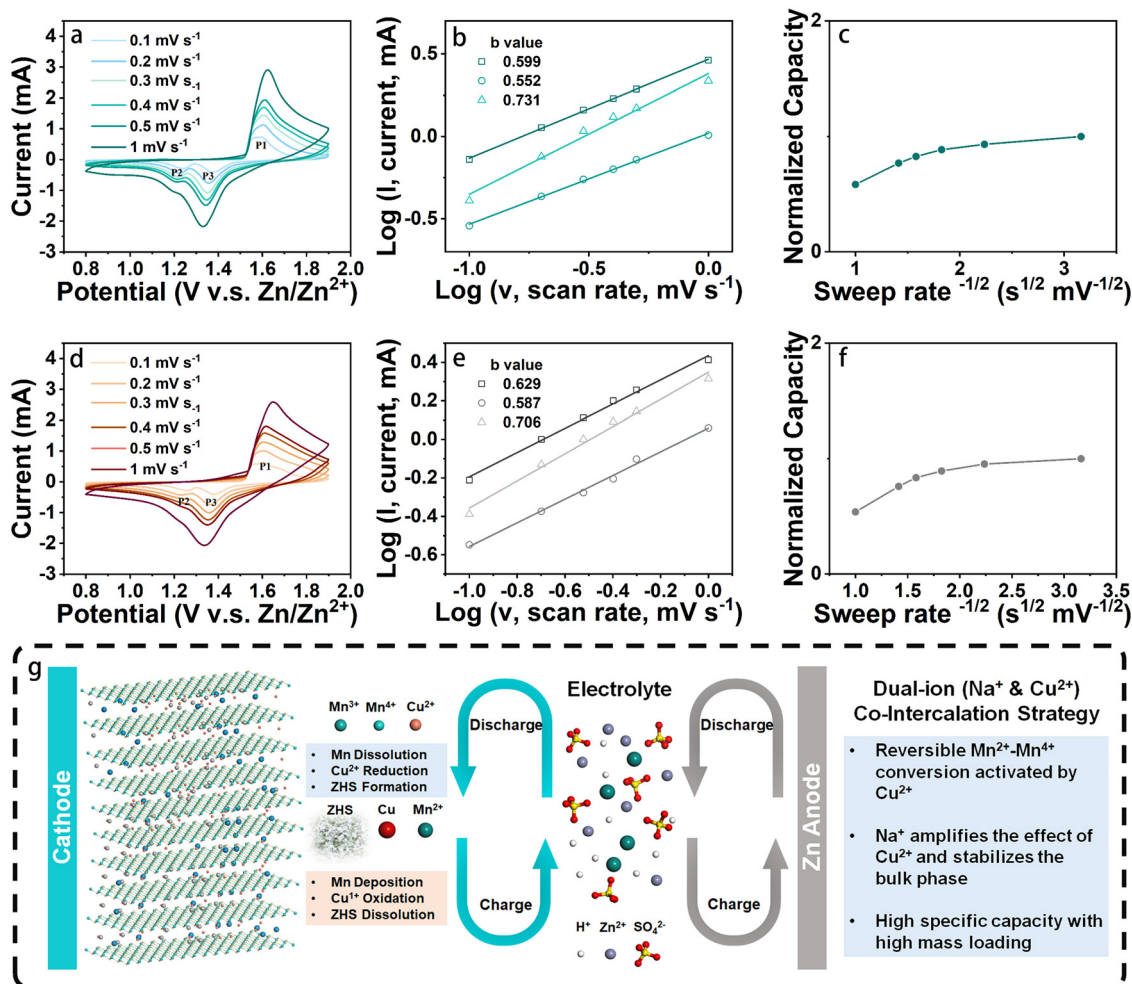 a
0.1 mV s⁻¹
0.2 mV s⁻¹
0.3 mV s₋₁
0.4 mV s⁻¹
0.5 mV s⁻¹
1 mV s⁻¹
P1
P2
P3
Current (mA)
4
3
2
1
0
-1
-2
-3
0.8 1.0 1.2 1.4 1.6 1.8 2.0
Potential (V v.s. Zn/Zn²⁺)
b
b value
0.599
0.552
0.731
Log (I, current, mA)
0.5
0.0
-0.5
-1.0 -0.5 0.0
Log (v, scan rate, mV s⁻¹)
c
Normalized Capacity
2
1
0
1 2 3
Sweep rate ⁻¹/² (s¹/² mV⁻¹/²)
d
0.1 mV s⁻¹
0.2 mV s⁻¹
0.3 mV s₋₁
0.4 mV s⁻¹
0.5 mV s⁻¹
1 mV s⁻¹
P1
P2
P3
Current (mA)
4
3
2
1
0
-1
-2
-3
0.8 1.0 1.2 1.4 1.6 1.8 2.0
Potential (V v.s. Zn/Zn²⁺)
e
b value
0.629
0.587
0.706
Log (I, current, mA)
0.4
0.2
0.0
-0.2
-0.4
-0.6
-1.0 -0.8 -0.6 -0.4 -0.2 0.0
Log (v, scan rate, mV s⁻¹)
f
Normalized Capacity
2
1
0
1.0 1.5 2.0 2.5 3.0 3.5
Sweep rate ⁻¹/² (s¹/² mV⁻¹/²)
g
Cathode
Mn³⁺ Mn⁴⁺ Cu²⁺
• Mn Dissolution
• Cu²⁺ Reduction
• ZHS Formation
ZHS Cu Mn²⁺
• Mn Deposition
• Cu¹⁺ Oxidation
• ZHS Dissolution
Discharge
Charge
Electrolyte
H⁺ Zn²⁺ SO₄²⁻
Discharge
Charge
Zn Anode
Dual-ion (Na⁺ & Cu²⁺)
Co-Intercalation Strategy
• Reversible Mn²⁺-Mn⁴⁺
conversion activated by
Cu²⁺
• Na⁺ amplifies the effect of
Cu²⁺ and stabilizes the
bulk phase
• High specific capacity with
high mass loading